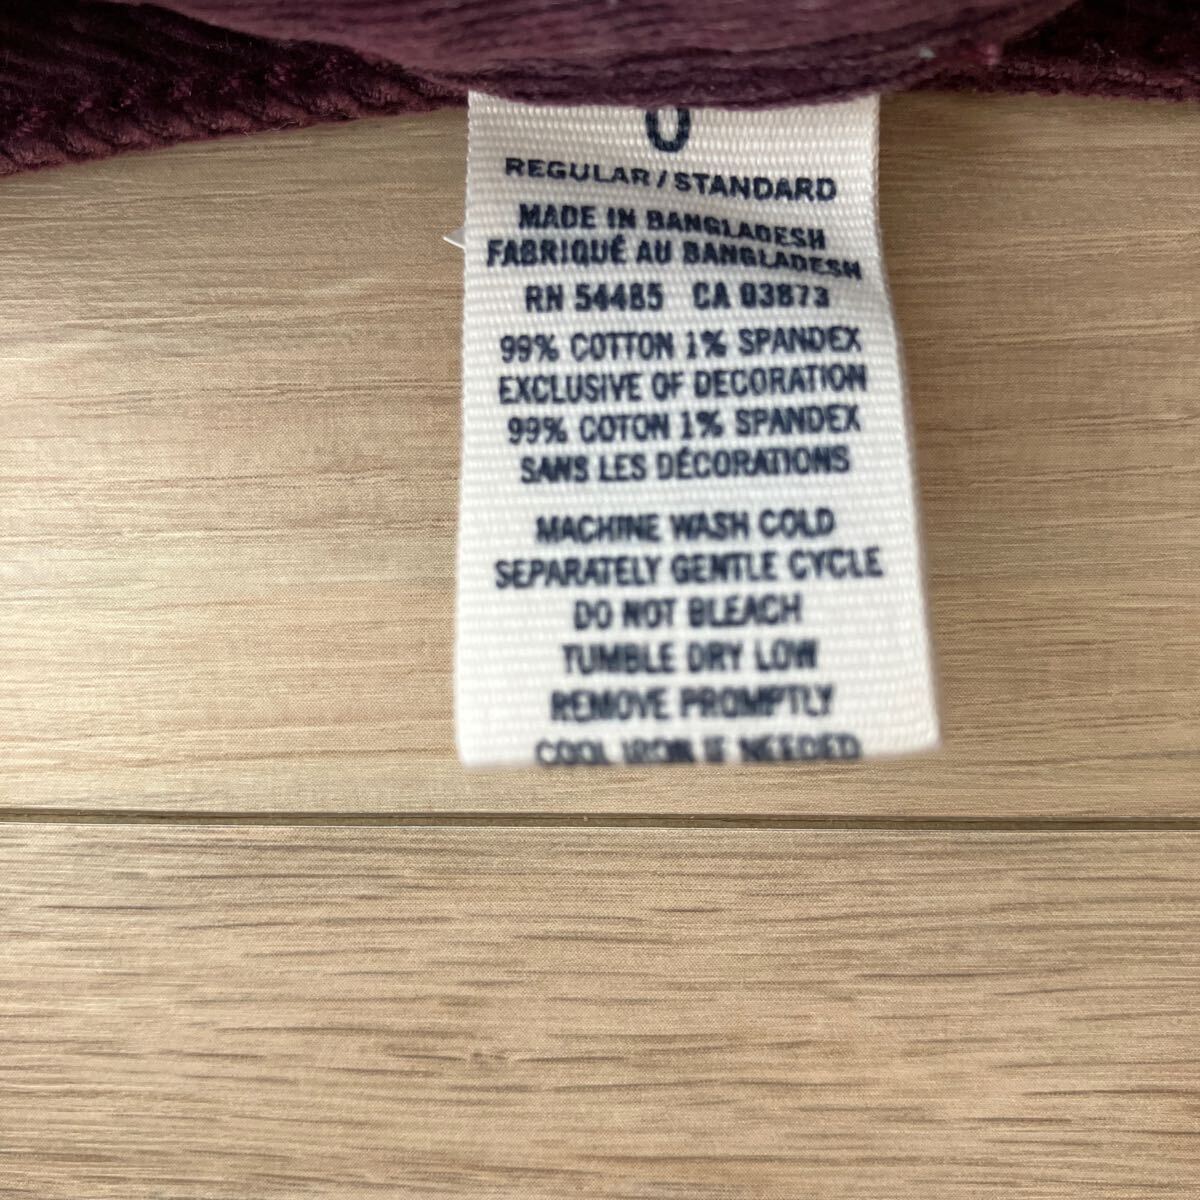 0
REGULAR / STANDARD
MADE IN BANGLADESH
FABRIQUÉ AU BANGLADESH
RN 54485 CA 03873
99% COTTON 1% SPANDEX
EXCLUSIVE OF DECORATION
99% COTON 1% SPANDEX
SANS LES DÉCORATIONS
MACHINE WASH COLD
SEPARATELY GENTLE CYCLE
DO NOT BLEACH
TUMBLE DRY LOW
REMOVE PROMPTLY
COOL IRON IF NEEDED